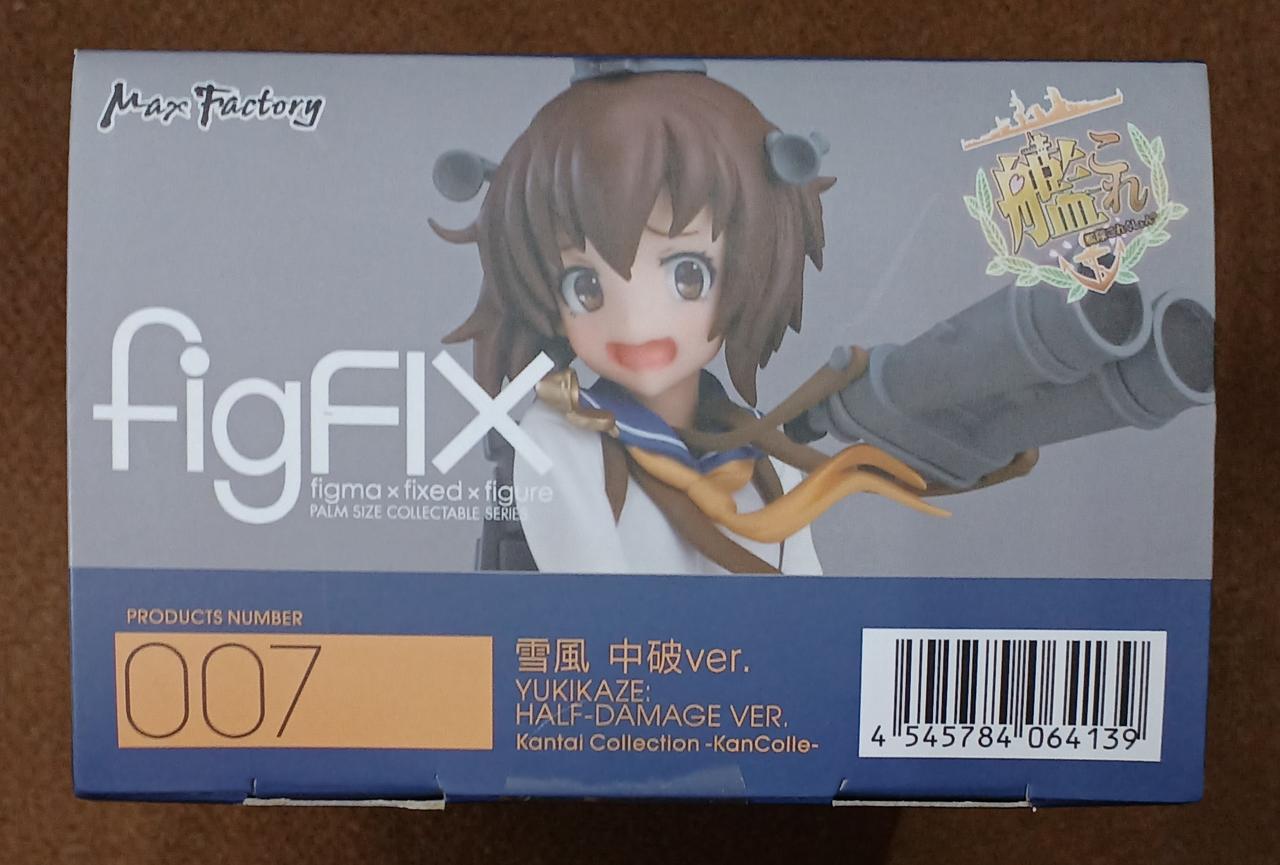 Max Factory
艦これ
figFIX
figma×fixed×figure
PALM SIZE COLLECTABLE SERIES
PRODUCTS NUMBER
007
雪風 中破ver.
YUKIKAZE:
HALF-DAMAGE VER.
Kantai Collection -KanColle-
4 545784 064139